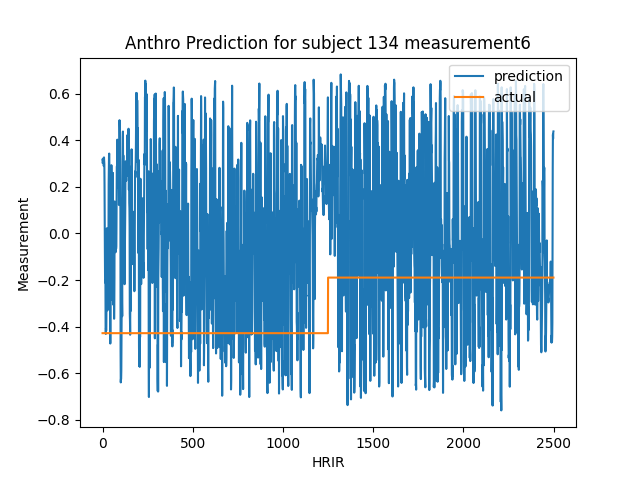 Anthro Prediction for subject 134 measurement6
prediction
actual
0.6
0.4
0.2
0.0
−0.2
−0.4
−0.6
−0.8
Measurement
0
500
1000
1500
2000
2500
HRIR